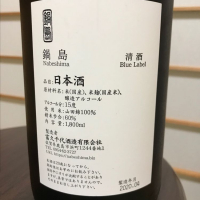 鍋島
鍋島
Nabeshima
清酒
Blue Label
品目:日本酒
原材料名:米(国産)、米麹(国産米)、
醸造アルコール
アルコール分:15度
使用米:山田錦100%
精米歩合:60%
内容量:1,800ml
製造者
富久千代酒造有限会社
製造年月
2020.04